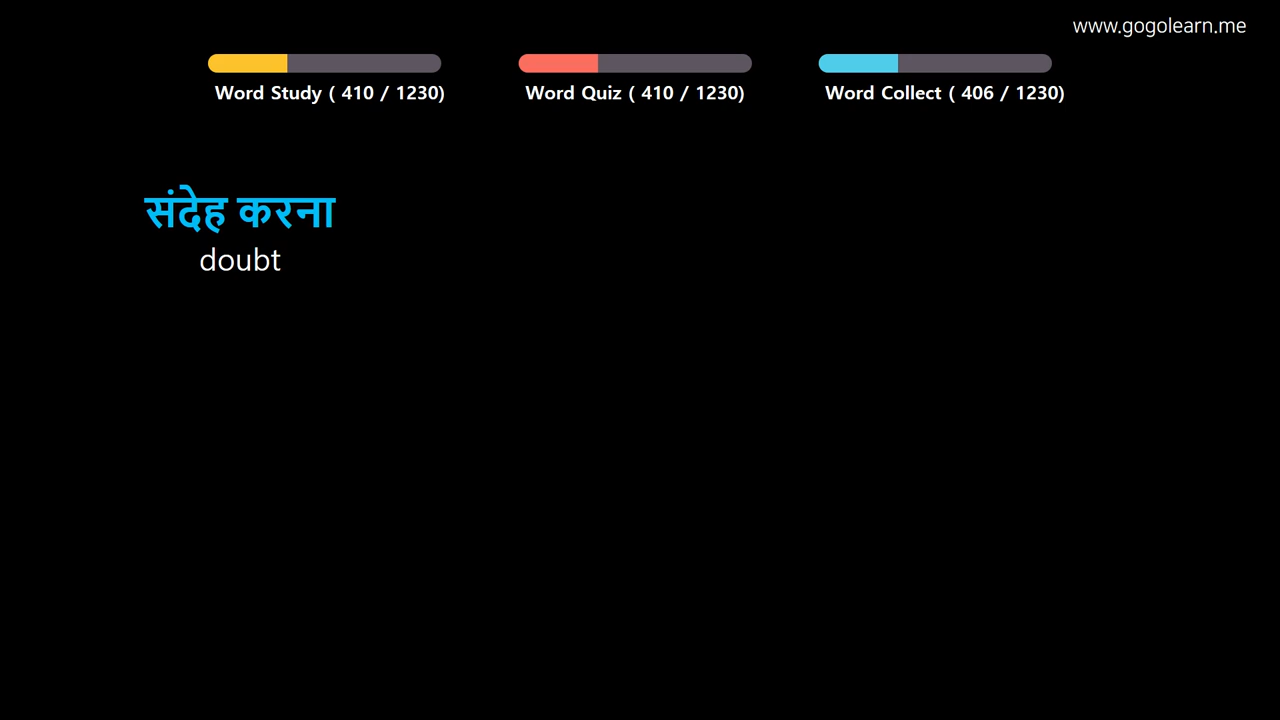 www.gogolearn.me
Word Study ( 410 / 1230)
Word Quiz ( 410 / 1230)
Word Collect ( 406 / 1230)
संदेह करना
doubt